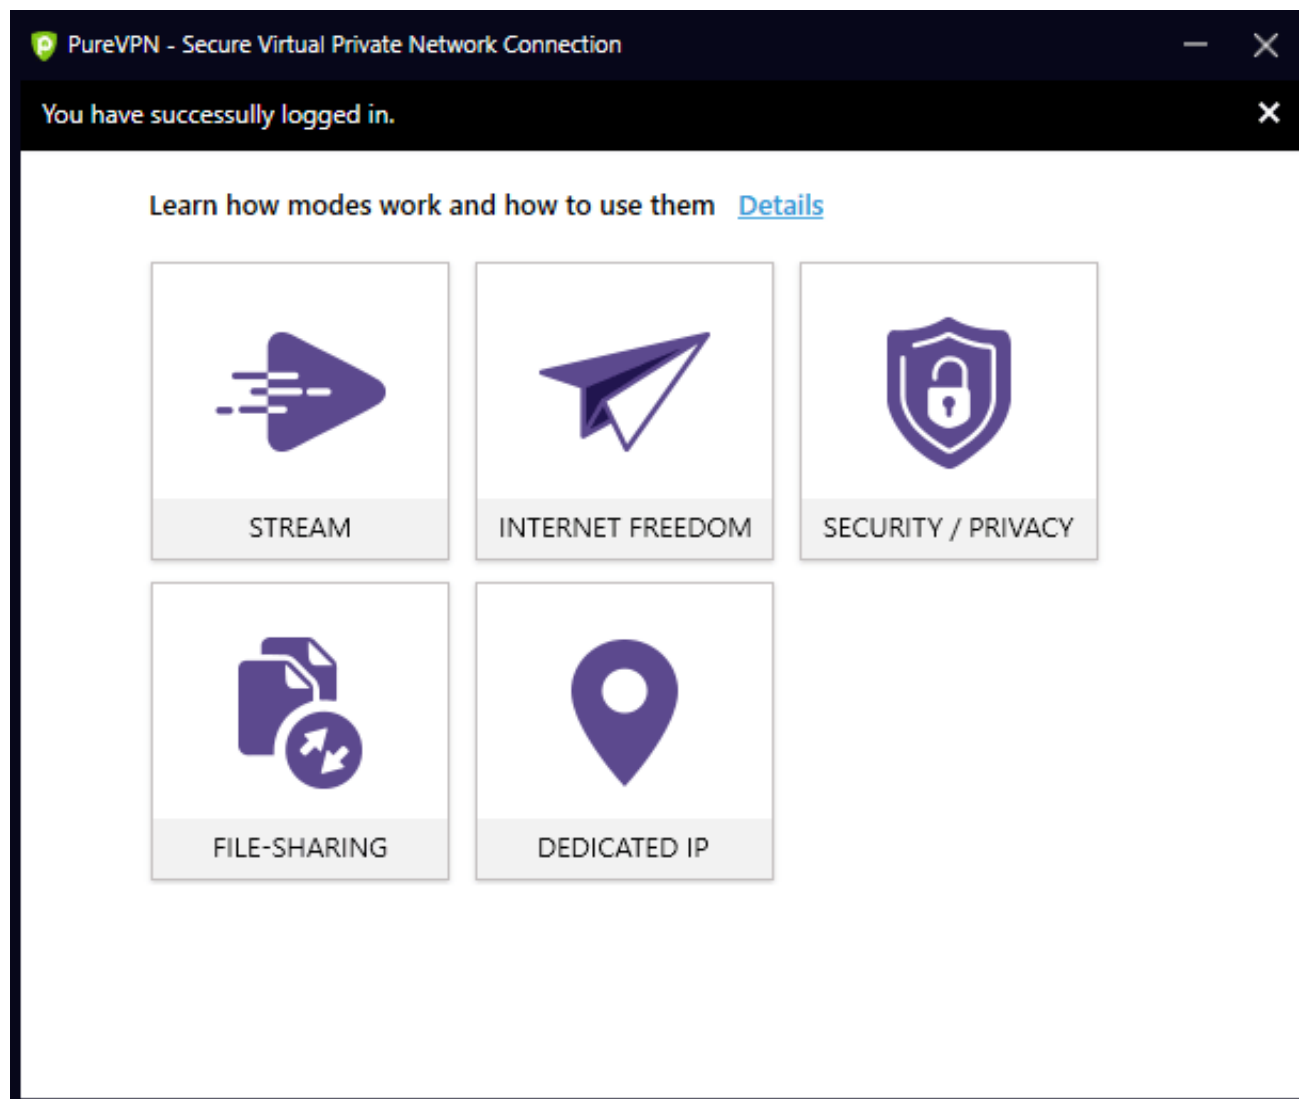 PureVPN - Secure Virtual Private Network Connection
You have successully logged in.
Learn how modes work and how to use them Details
STREAM
INTERNET FREEDOM
SECURITY / PRIVACY
FILE-SHARING
DEDICATED IP